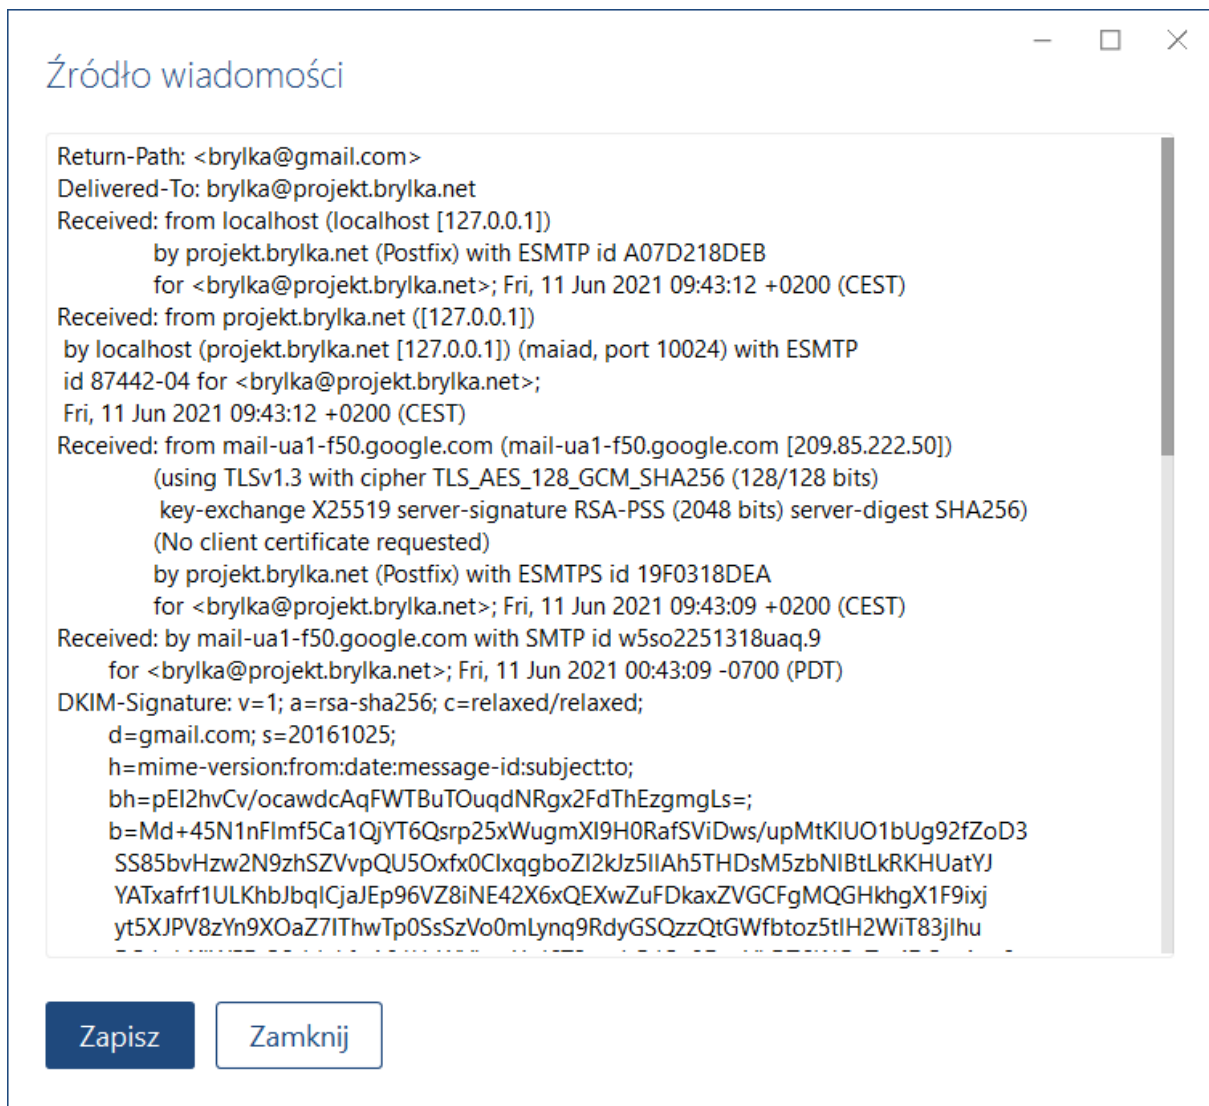 Źródło wiadomości
Return-Path: <brylka@gmail.com>
Delivered-To: brylka@projekt.brylka.net
Received: from localhost (localhost [127.0.0.1])
by projekt.brylka.net (Postfix) with ESMTP id A07D218DEB
for <brylka@projekt.brylka.net>; Fri, 11 Jun 2021 09:43:12 +0200 (CEST)
Received: from projekt.brylka.net ([127.0.0.1])
by localhost (projekt.brylka.net [127.0.0.1]) (maiad, port 10024) with ESMTP
id 87442-04 for <brylka@projekt.brylka.net>;
Fri, 11 Jun 2021 09:43:12 +0200 (CEST)
Received: from mail-ua1-f50.google.com (mail-ua1-f50.google.com [209.85.222.50])
(using TLSv1.3 with cipher TLS_AES_128_GCM_SHA256 (128/128 bits)
key-exchange X25519 server-signature RSA-PSS (2048 bits) server-digest SHA256)
(No client certificate requested)
by projekt.brylka.net (Postfix) with ESMTPS id 19F0318DEA
for <brylka@projekt.brylka.net>; Fri, 11 Jun 2021 09:43:09 +0200 (CEST)
Received: by mail-ua1-f50.google.com with SMTP id w5so2251318uaq.9
for <brylka@projekt.brylka.net>; Fri, 11 Jun 2021 00:43:09 -0700 (PDT)
DKIM-Signature: v=1; a=rsa-sha256; c=relaxed/relaxed;
d=gmail.com; s=20161025;
h=mime-version:from:date:message-id:subject:to;
bh=pEI2hvCv/ocawdcAqFWTBuTOuqdNRgx2FdThEzgmgLs=;
b=Md+45N1nFImf5Ca1QjYT6Qsrp25xWugmXI9H0RafSViDws/upMtKIUO1bUg92fZoD3
SS85bvHzw2N9zhSZVvpQU5Oxfx0CIxqgboZI2kJz5IIAh5THDsM5zbNIBtLkRKHUatYJ
YATxafrf1ULKhbJbqICjaJEp96VZ8iNE42X6xQEXwZuFDkaxZVGCFgMQGHkhgX1F9ixj
yt5XJPV8zYn9XOaZ7IThwTp0SsSzVo0mLynq9RdyGSQzzQtGWfbtoz5tIH2WiT83jIhu
Zapisz
Zamknij